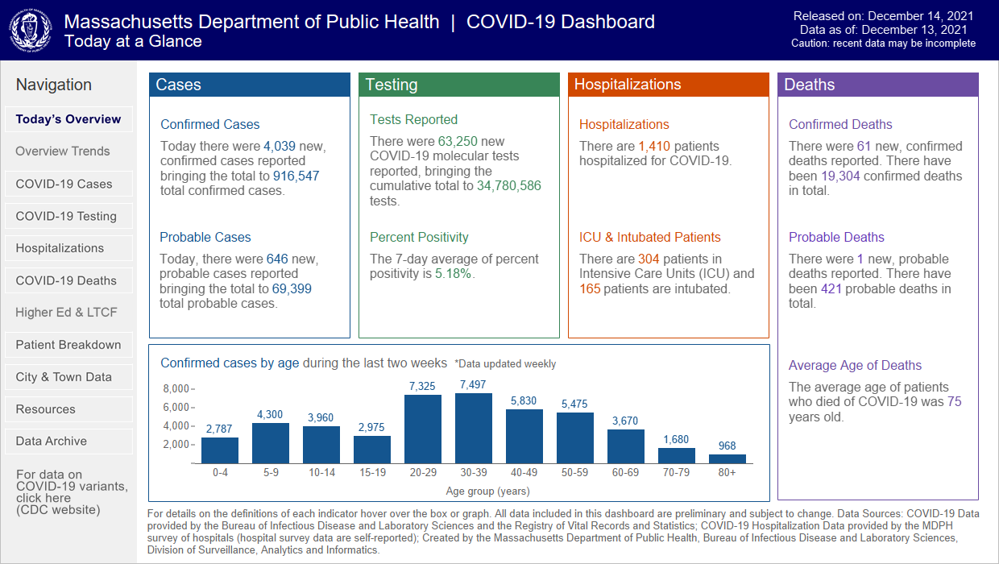 Massachusetts Department of Public Health | COVID-19 Dashboard
Today at a Glance
Released on: December 14, 2021
Data as of: December 13, 2021
Caution: recent data may be incomplete
Navigation
Today's Overview
Overview Trends
COVID-19 Cases
COVID-19 Testing
Hospitalizations
COVID-19 Deaths
Higher Ed & LTCF
Patient Breakdown
City & Town Data
Resources
Data Archive
For data on
COVID-19 variants,
click here
(CDC website)
Cases
Confirmed Cases
Today there were 4,039 new,
confirmed cases reported
bringing the total to 916,547
total confirmed cases.
Probable Cases
Today, there were 646 new,
probable cases reported
bringing the total to 69,399
total probable cases.
Testing
Tests Reported
There were 63,250 new
COVID-19 molecular tests
reported, bringing the
cumulative total to 34,780,586
tests.
Percent Positivity
The 7-day average of percent
positivity is 5.18%.
Hospitalizations
Hospitalizations
There are 1,410 patients
hospitalized for COVID-19.
ICU & Intubated Patients
There are 304 patients in
Intensive Care Units (ICU) and
165 patients are intubated.
Deaths
Confirmed Deaths
There were 61 new, confirmed
deaths reported. There have
been 19,304 confirmed deaths
in total.
Probable Deaths
There were 1 new, probable
deaths reported. There have
been 421 probable deaths in
total.
Average Age of Deaths
The average age of patients
who died of COVID-19 was 75
years old.
Confirmed cases by age during the last two weeks *Data updated weekly
8,000
6,000
4,000
2,000
2,787 4,300 3,960 2,975 7,325 7,497 5,830 5,475 3,670 1,680 968
0-4 5-9 10-14 15-19 20-29 30-39 40-49 50-59 60-69 70-79 80+
Age group (years)
For details on the definitions of each indicator hover over the box or graph. All data included in this dashboard are preliminary and subject to change. Data Sources: COVID-19 Data
provided by the Bureau of Infectious Disease and Laboratory Sciences and the Registry of Vital Records and Statistics; COVID-19 Hospitalization Data provided by the MDPH
survey of hospitals (hospital survey data are self-reported); Created by the Massachusetts Department of Public Health, Bureau of Infectious Disease and Laboratory Sciences,
Division of Surveillance, Analytics and Informatics.